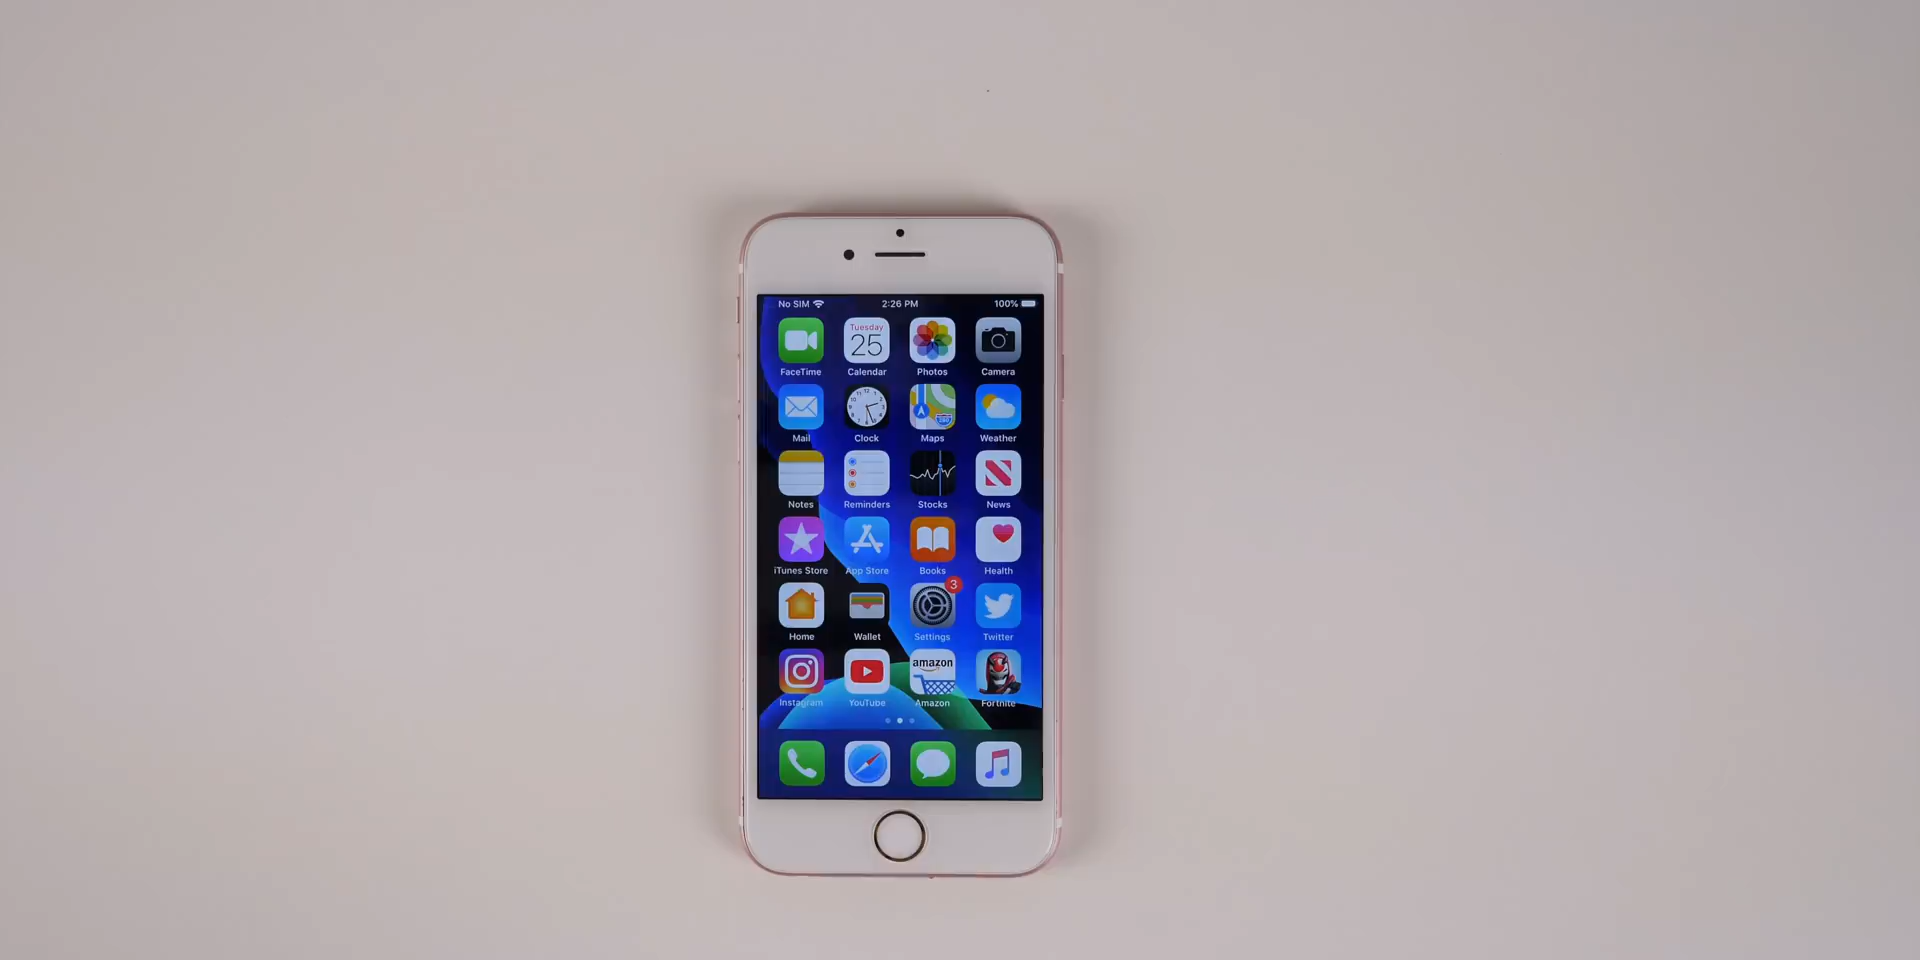 No SIM 2:26 PM 100%
Tuesday
25
FaceTime Calendar Photos Camera
Mail Clock Maps Weather
Notes Reminders Stocks News
iTunes Store App Store Books Health
3
Home Wallet Settings Twitter
amazon
Instagram YouTube Amazon Fortnite